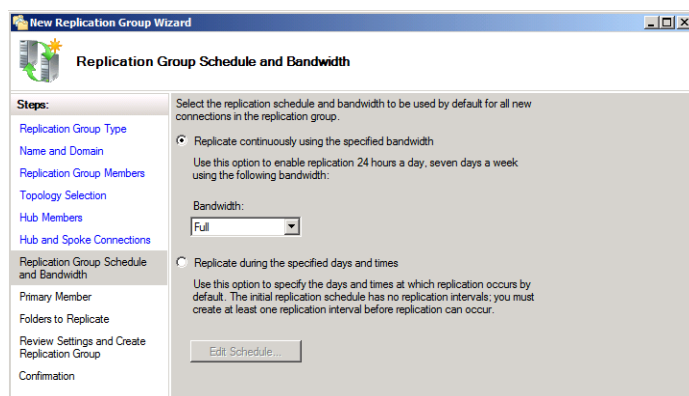 New Replication Group Wizard
Replication Group Schedule and Bandwidth
Steps:
Replication Group Type
Name and Domain
Replication Group Members
Topology Selection
Hub Members
Hub and Spoke Connections
Replication Group Schedule
and Bandwidth
Primary Member
Folders to Replicate
Review Settings and Create
Replication Group
Confirmation
Select the replication schedule and bandwidth to be used by default for all new
connections in the replication group.
Replicate continuously using the specified bandwidth
Use this option to enable replication 24 hours a day, seven days a week
using the following bandwidth:
Bandwidth:
Full
Replicate during the specified days and times
Use this option to specify the days and times at which replication occurs by
default. The initial replication schedule has no replication intervals; you must
create at least one replication interval before replication can occur.
Edit Schedule...